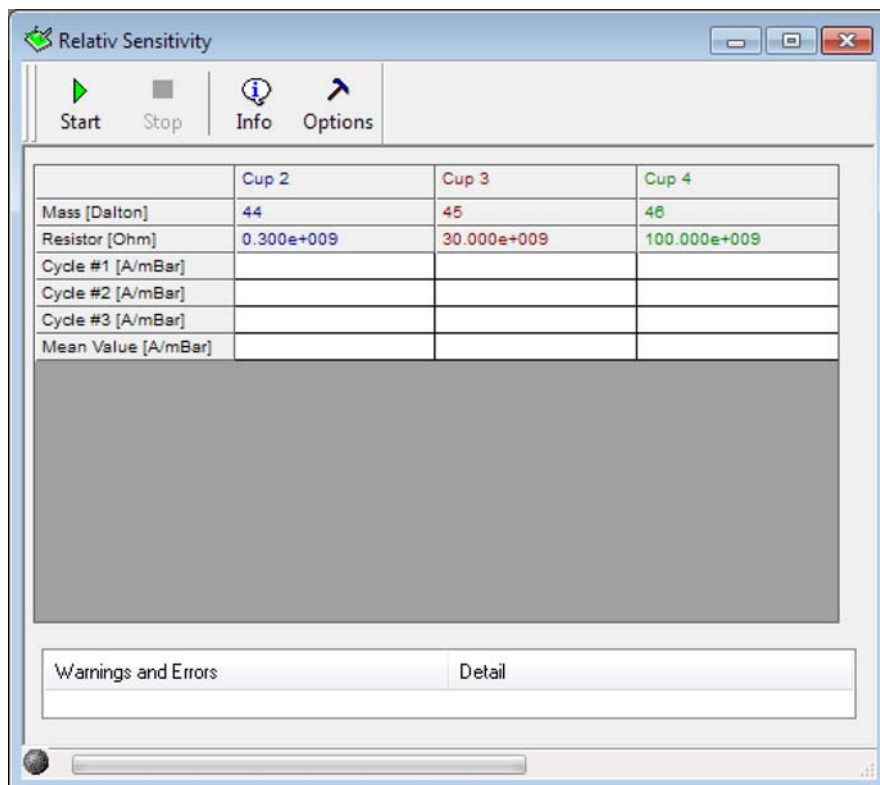 Relativ Sensitivity
Start Stop Info Options
Cup 2 Cup 3 Cup 4
Mass [Dalton] 44 45 46
Resistor [Ohm] 0.300e+009 30.000e+009 100.000e+009
Cycle #1 [A/mBar]
Cycle #2 [A/mBar]
Cycle #3 [A/mBar]
Mean Value [A/mBar]
Warnings and Errors Detail